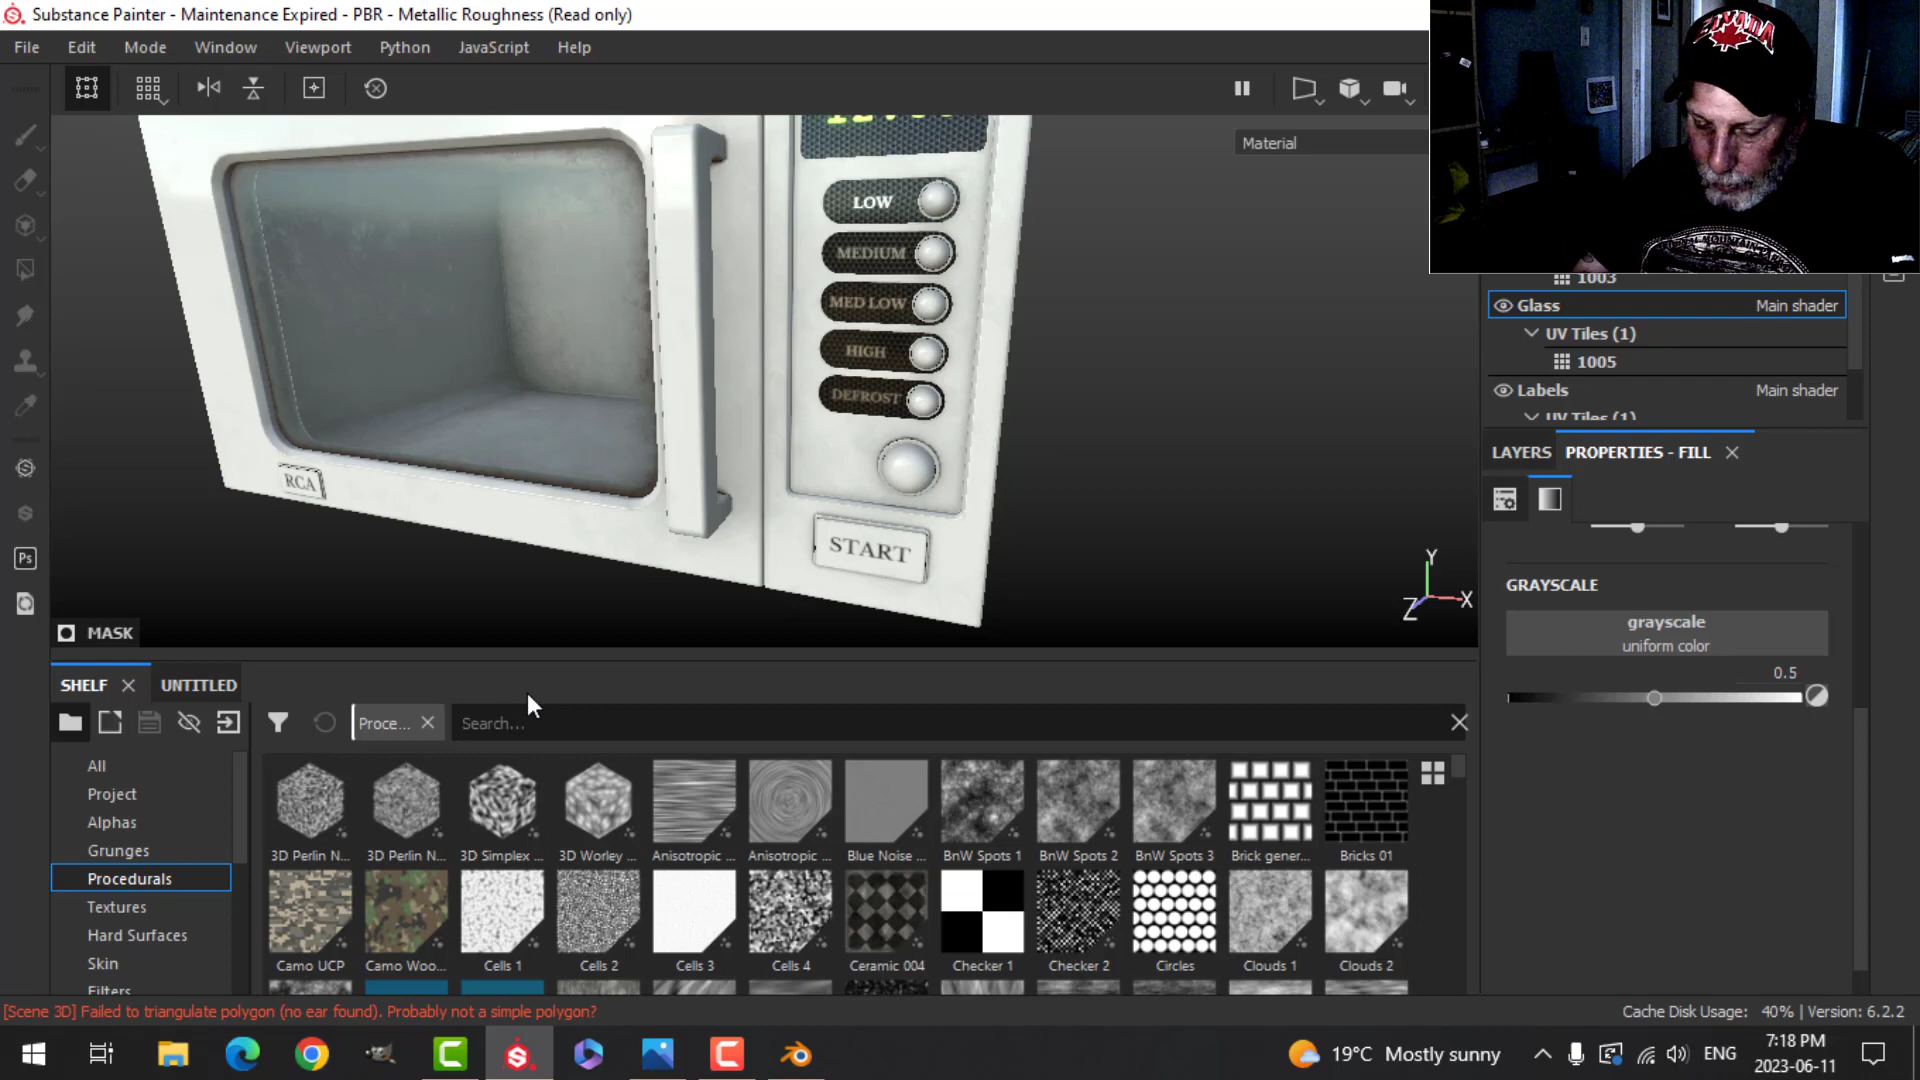 Substance Painter - Maintenance Expired - PBR - Metallic Roughness (Read only)
File Edit Mode Window Viewport Python JavaScript Help
Material
LOW
MEDIUM
MED LOW
HIGH
DEFROST
RCA
START
Y
Z
X
MASK
1003
Glass Main shader
UV Tiles (1)
1005
Labels Main shader
UV Tiles (1)
LAYERS PROPERTIES - FILL
GRAYSCALE
grayscale
uniform color
0.5
SHELF UNTITLED
Proce... Search...
All
Project
Alphas
Grunges
Procedurals
Textures
Hard Surfaces
Skin
Filters
3D Perlin N... 3D Perlin N... 3D Simplex ... 3D Worley ... Anisotropic ... Anisotropic ... Blue Noise ... BnW Spots 1 BnW Spots 2 BnW Spots 3 Brick gener... Bricks 01
Camo UCP Camo Woo... Cells 1 Cells 2 Cells 3 Cells 4 Ceramic 004 Checker 1 Checker 2 Circles Clouds 1 Clouds 2
[Scene 3D] Failed to triangulate polygon (no ear found). Probably not a simple polygon?
Cache Disk Usage: 40% | Version: 6.2.2
Ps
19°C Mostly sunny
ENG
7:18 PM
2023-06-11